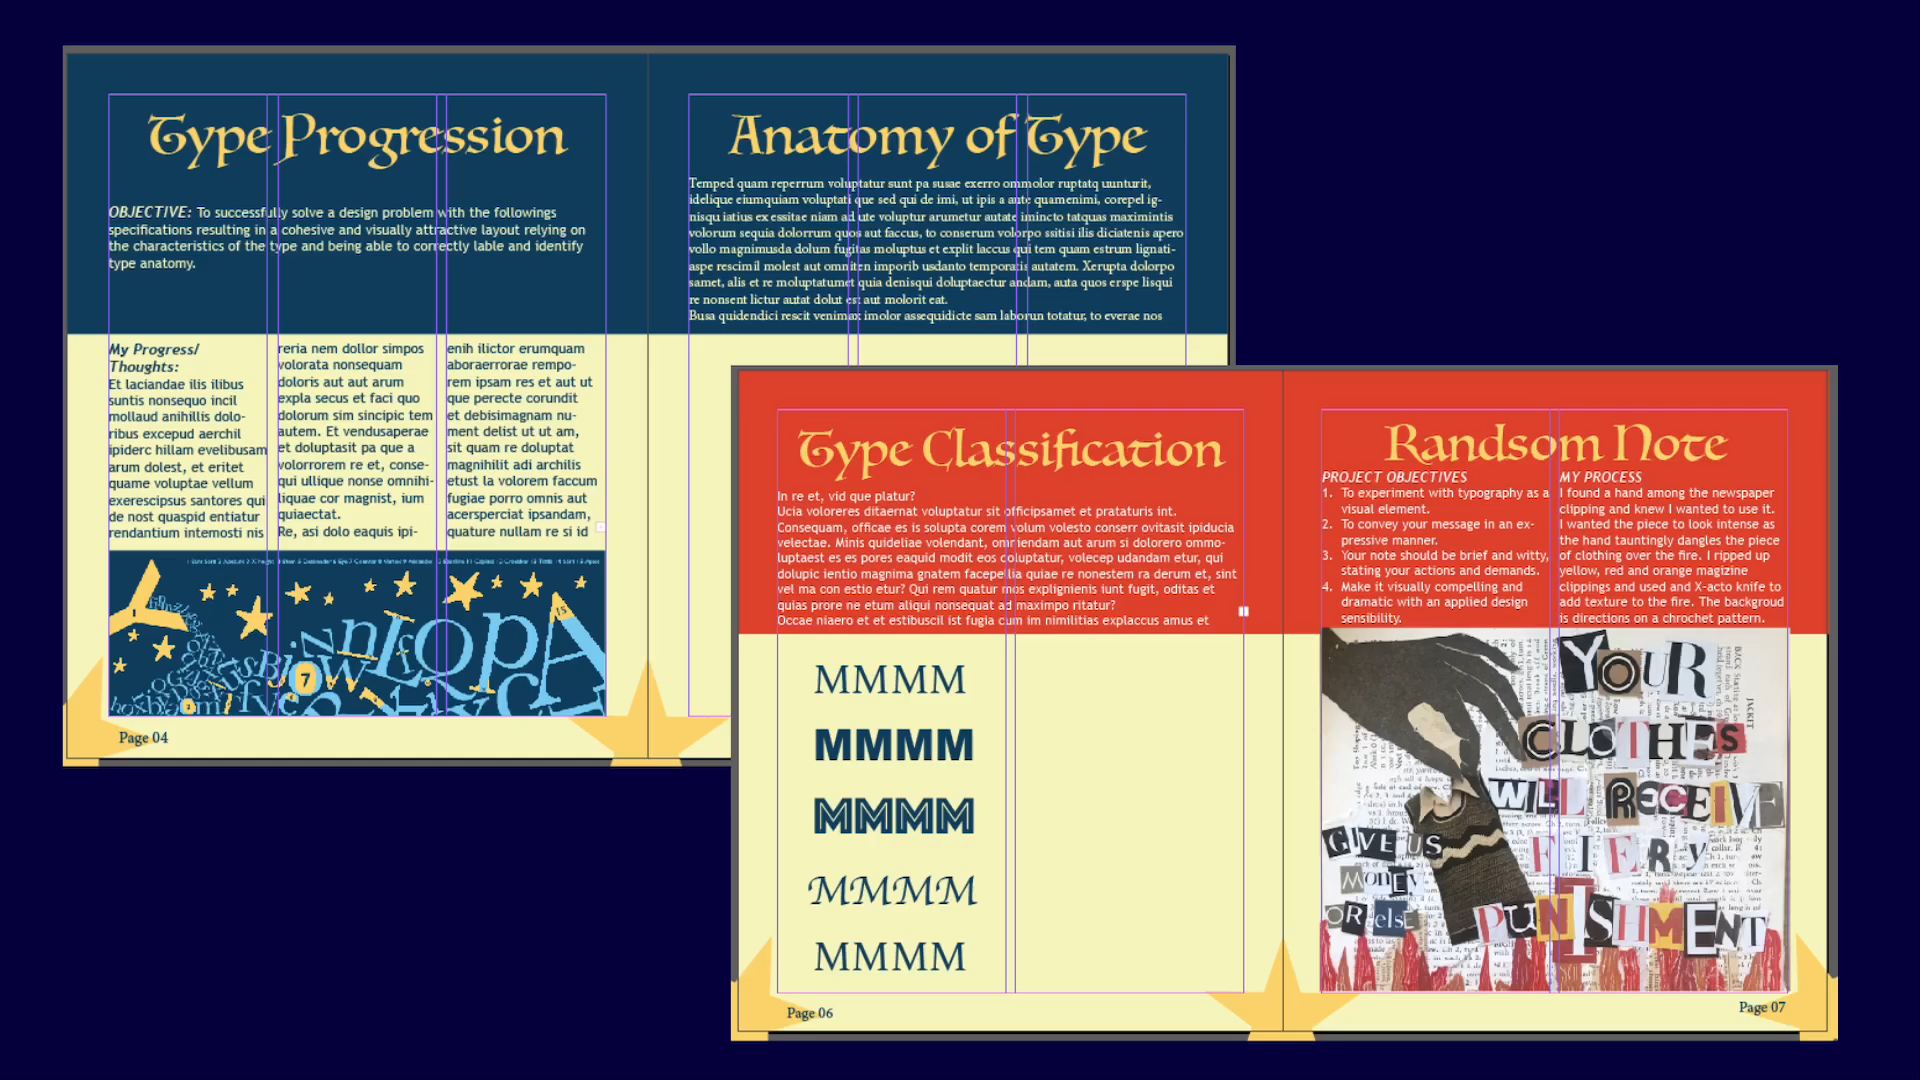 Type Progression
OBJECTIVE: To successfully solve a design problem with the followings
specifications resulting in a cohesive and visually attractive layout relying on
the characteristics of the type and being able to correctly lable and identify
type anatomy.
My Progress/
Thoughts:
Et laciandae ilis ilibus
suntis nonsequo incil
mollaud anihillis dolo-
ribus excepud aerchil
ipiderc hillam evelibusam
arum dolest, et eritet
quame voluptae vellum
exerescipsus santores qui
de nost quaspid entiatur
rendantium intemosti nis
reria nem dollor simpos
volorata nonsequam
doloris aut aut arum
expla secus et faci quo
dolorum sim sincipic tem
autem. Et vendusaperae
et doluptasit pa que a
volorrorem re et, conse-
qui ullique nonse omnihi-
liquae cor magnist, ium
quiaectat.
Re, asi dolo eaquis ipi-
enih ilictor erumquam
aboraerrorae rempo-
rem ipsam res et aut ut
que perecte corundit
et debisimagnam nu-
ment delist ut ut am,
sit quam re doluptat
magnihilit adi archilis
etust la volorem faccum
fugiae porro omnis aut
acersperciat ipsandam,
quature nullam re si id
7
15
Page 04
Anatomy of Type
Temped quam reperrum voluptatur sunt pa susae exerro ommolor ruptatq uunturit,
idelique eiumquiam voluptati que sed qui de imi, ut ipis a aute quamenimi, corepel ig-
nisqu iatius ex essitae niam ad ute voluptur arumetur autate imincto tatquas maximintis
volorum sequia dolorrum quos aut faccus, to conserum volorpo ssitisi ilis diciatenis apero
vollo magnimusda dolum fugitas moluptus et explit laccus qui tem quam estrum lignati-
aspe rescimil molest aut omniten imporib usdanto temporatis autatem. Xerupta dolorpo
samet, alis et re moluptatumet quia denisqui doluptaectur andam, auta quos erspe lisqui
re nonsent lictur autat dolut est aut molorit eat.
Busa quidendici rescit venimax imolor assequidicte sam laborun totatur, to everae nos
Type Classification
In re et, vid que platur?
Ucia voloreres ditaernat voluptatur sit officipsamet et prataturis int.
Consequam, officae es is solupta corem volum volesto conserr ovitasit ipiducia
velectae. Minis quideliae volendant, omniendam aut arum si dolorero ommo-
luptaest es es pores eaquid modit eos doluptatur, volecep udandam etur, qui
dolupic ientio magnima gnatem facepellia quiae re nonestem ra derum et, sint
vel ma con estio etur? Qui rem quatur mos explignienis iunt fugit, oditas et
quias prore ne etum aliqui nonsequat ad maximpo ritatur?
Occae niaero et et estibuscil ist fugia cum im nimilitias explaccus amus et
MMMM
MMMM
MMMM
MMMM
MMMM
Page 06
Randsom Note
PROJECT OBJECTIVES
1. To experiment with typography as a
visual element.
2. To convey your message in an ex-
pressive manner.
3. Your note should be brief and witty,
stating your actions and demands.
4. Make it visually compelling and
dramatic with an applied design
sensibility.
MY PROCESS
I found a hand among the newspaper
clipping and knew I wanted to use it.
I wanted the piece to look intense as
the hand tauntingly dangles the piece
of clothing over the fire. I ripped up
yellow, red and orange magizine
clippings and used and X-acto knife to
add texture to the fire. The backgroud
is directions on a chrochet pattern.
YOUR
CLOTHES
WILL RECEIVE
FIERy
PUNISHMENT
GIVE US
MONEy
OR else
Page 07